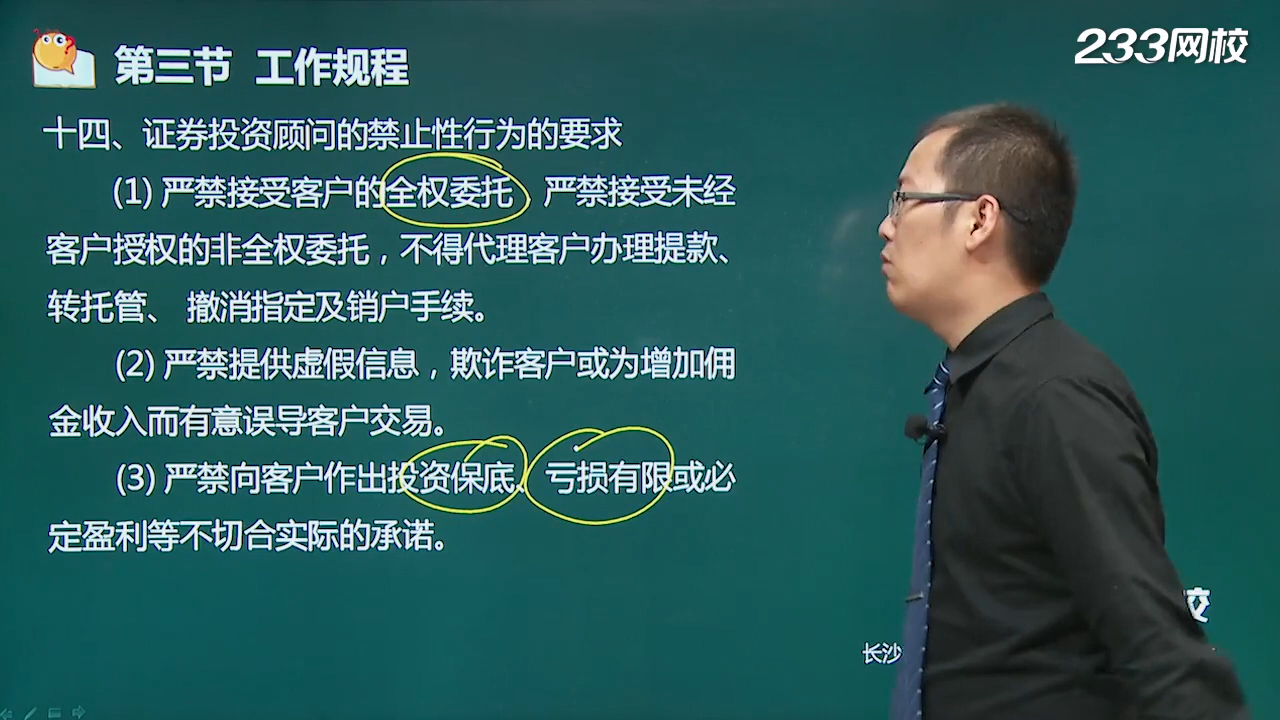 233网校
第三节 工作规程
十四、证券投资顾问的禁止性行为的要求
(1) 严禁接受客户的全权委托，严禁接受未经
客户授权的非全权委托，不得代理客户办理提款、
转托管、 撤消指定及销户手续。
(2) 严禁提供虚假信息，欺诈客户或为增加佣
金收入而有意误导客户交易。
(3) 严禁向客户作出投资保底、亏损有限或必
定盈利等不切合实际的承诺。
校
长沙